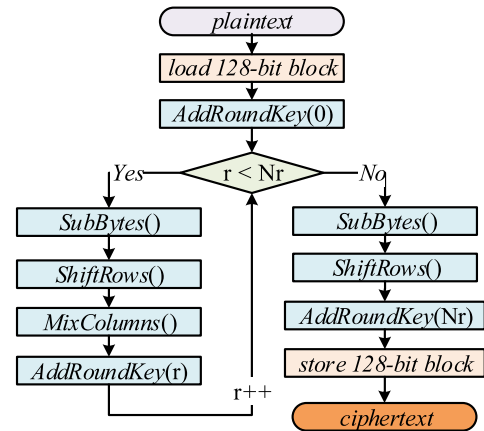 plaintext
load 128-bit block
AddRoundKey(0)
r < Nr
Yes
No
SubBytes()
ShiftRows()
MixColumns()
AddRoundKey(r)
r++
SubBytes()
ShiftRows()
AddRoundKey(Nr)
store 128-bit block
ciphertext